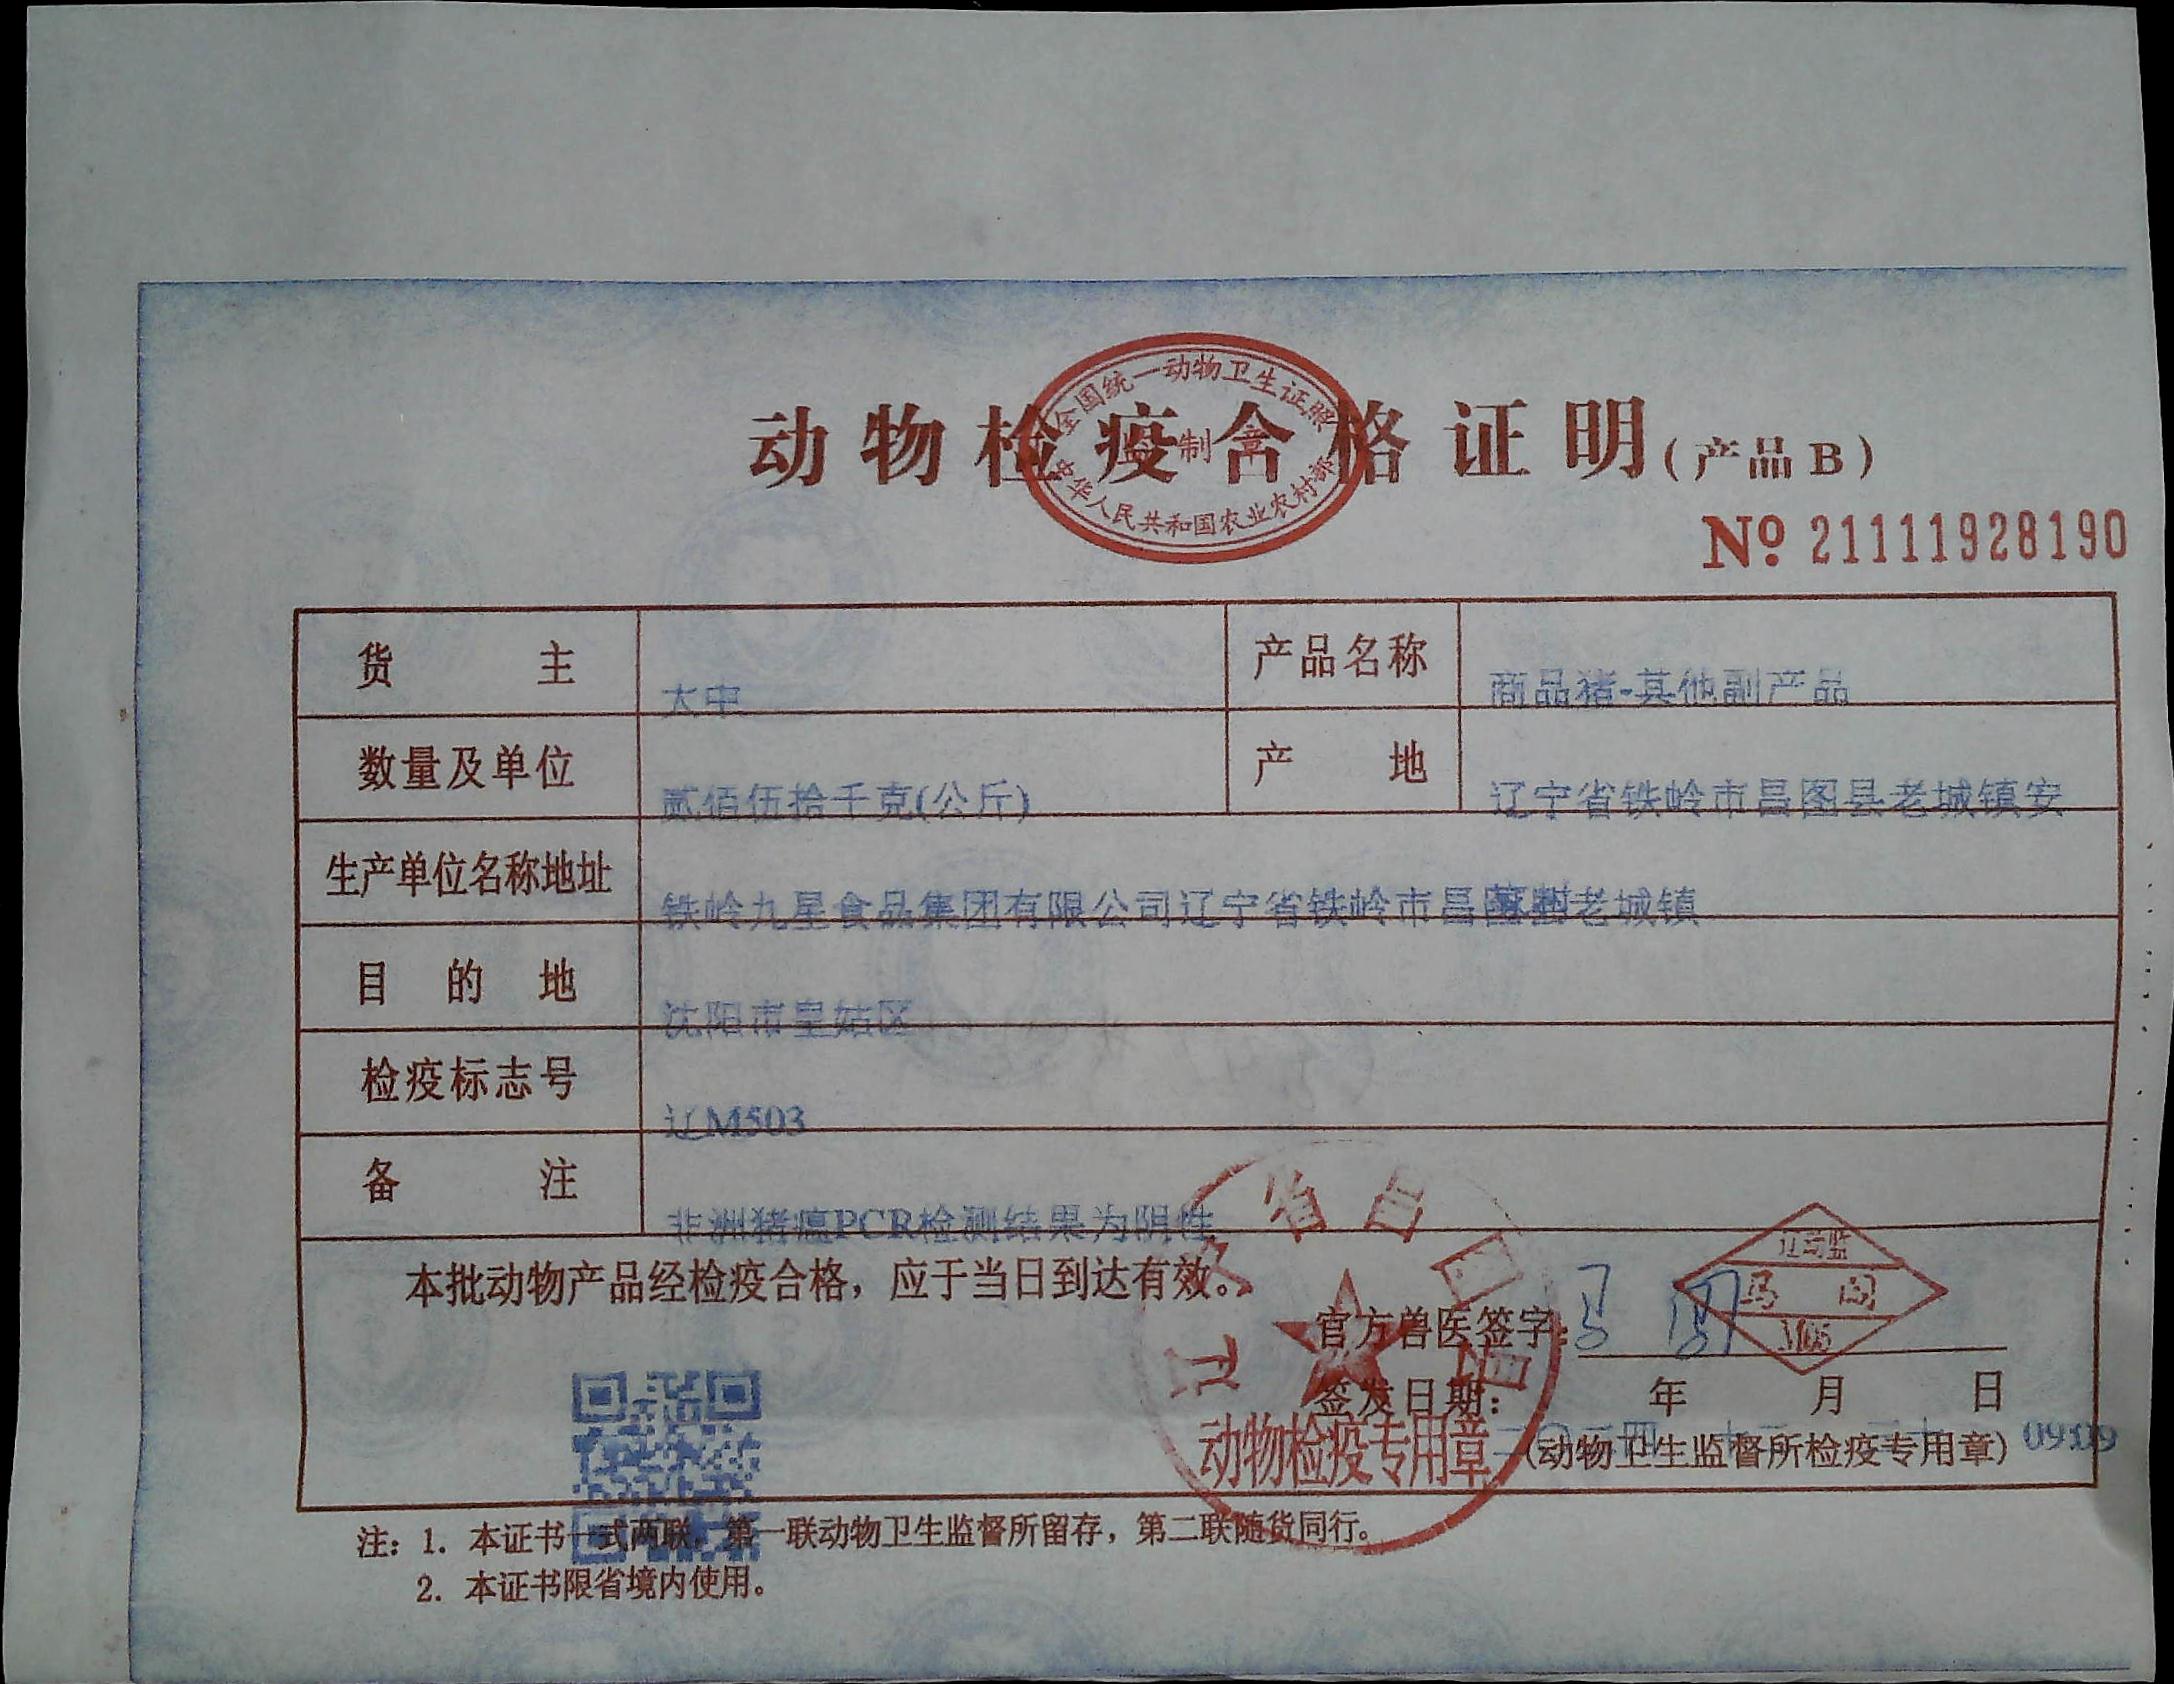 全国统一动物卫生证照
监制章
中华人民共和国农业农村部
动物检疫合格证明(产品B)
№ 21111928190
货主 大中 产品名称 商品猪-其他副产品
数量及单位 贰佰伍拾千克(公斤) 产地 辽宁省铁岭市昌图县老城镇安
生产单位名称地址 铁岭九星食品集团有限公司辽宁省铁岭市昌图县老城镇
目的地 沈阳市皇姑区
检疫标志号 辽M503
备注 非洲猪瘟PCR检测结果为阴性
本批动物产品经检疫合格，应于当日到达有效。
辽动监
M05
官方兽医签字：
签发日期： 年 月 日
09:09
动物检疫专用章
(动物卫生监督所检疫专用章)
注：1. 本证书一式两联，第一联动物卫生监督所留存，第二联随货同行。
2. 本证书限省境内使用。